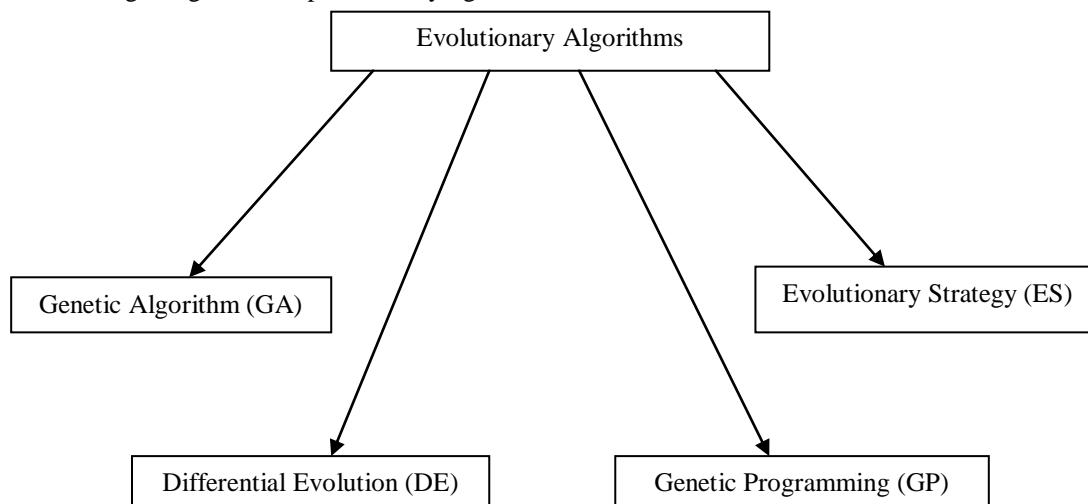 Evolutionary Algorithms
Genetic Algorithm (GA)
Evolutionary Strategy (ES)
Differential Evolution (DE)
Genetic Programming (GP)